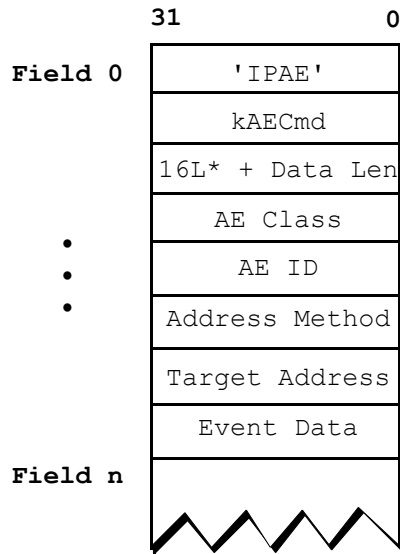 31 0
Field 0 'IPAE'
kAECmd
16L* + Data Len
AE Class
AE ID
Address Method
Target Address
Event Data
Field n